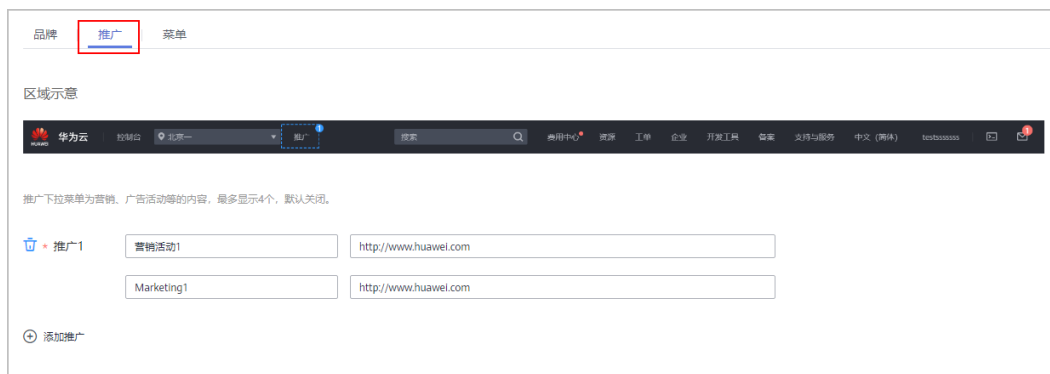 品牌 推广 菜单
区域示意
HUAWEI 华为云 控制台 北京一 推广 1 搜索 费用中心 资源 工单 企业 开发工具 备案 支持与服务 中文 (简体) testsssssss 1
推广下拉菜单为营销、广告活动等的内容，最多显示4个，默认关闭。
* 推广1 营销活动1 http://www.huawei.com
Marketing1 http://www.huawei.com
添加推广